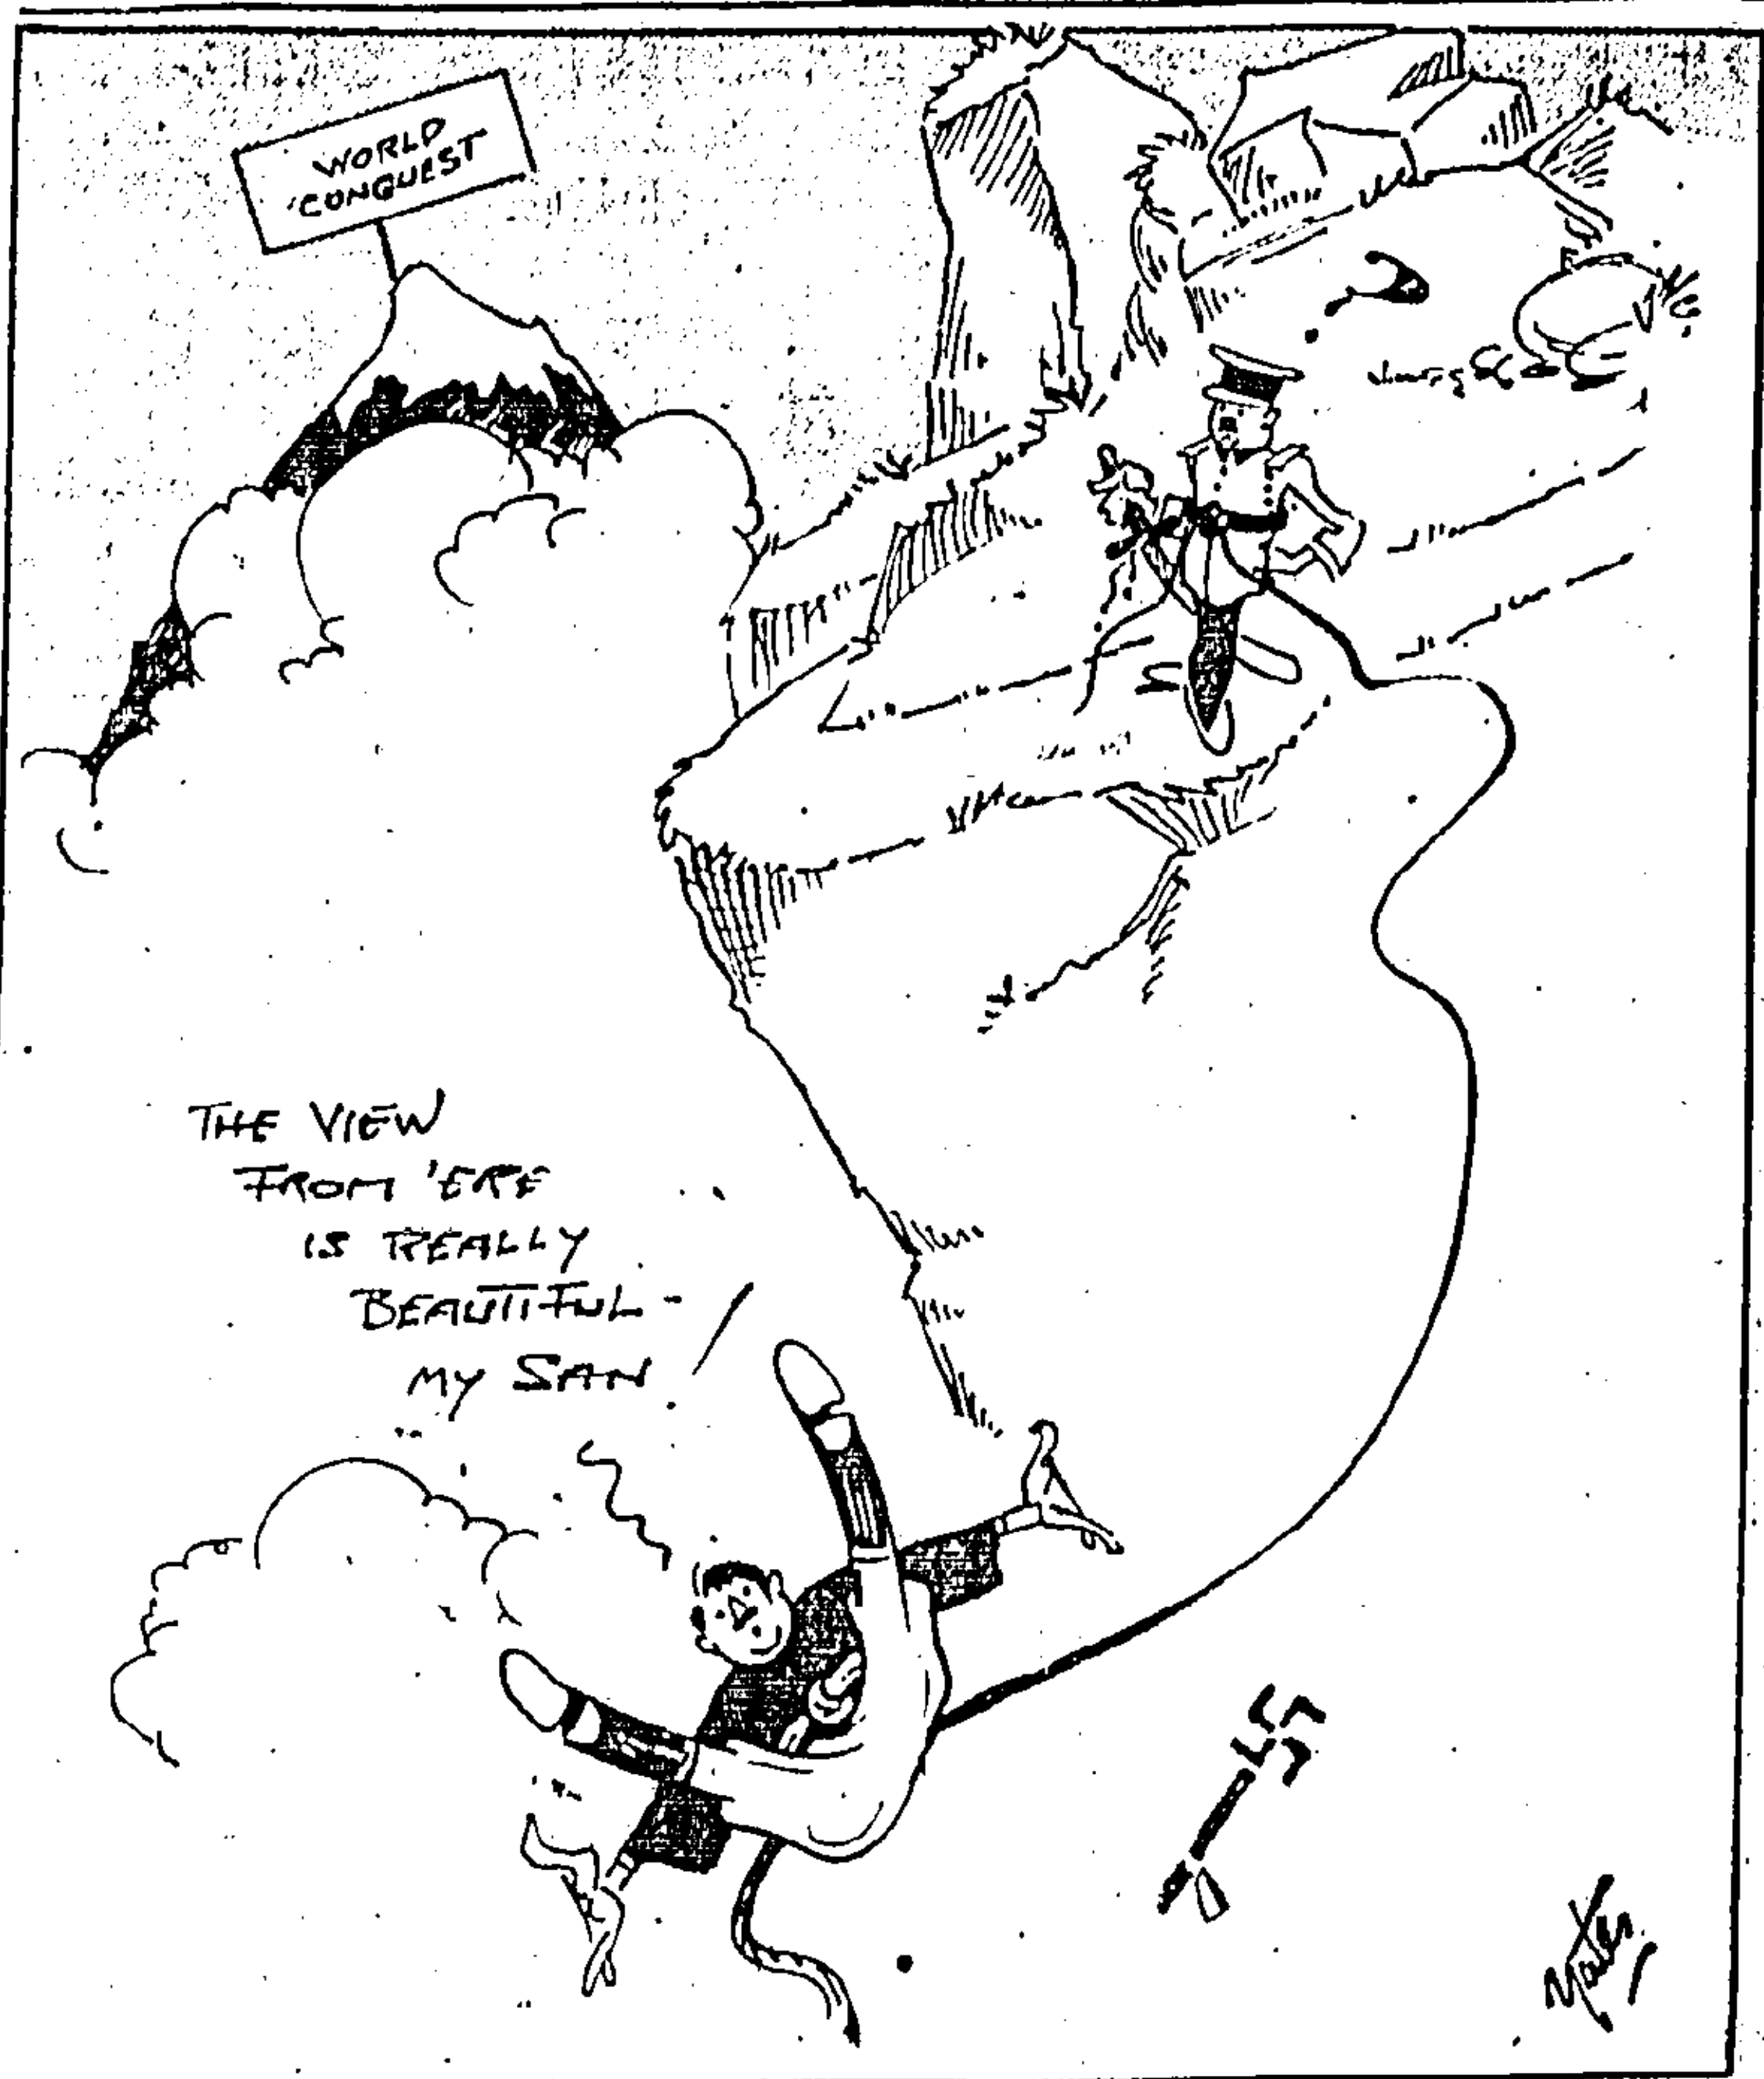 WORLD
CONQUEST
THE VIEW
FROM 'ERE
IS REALLY
BEAUTIFUL -
MY SAN